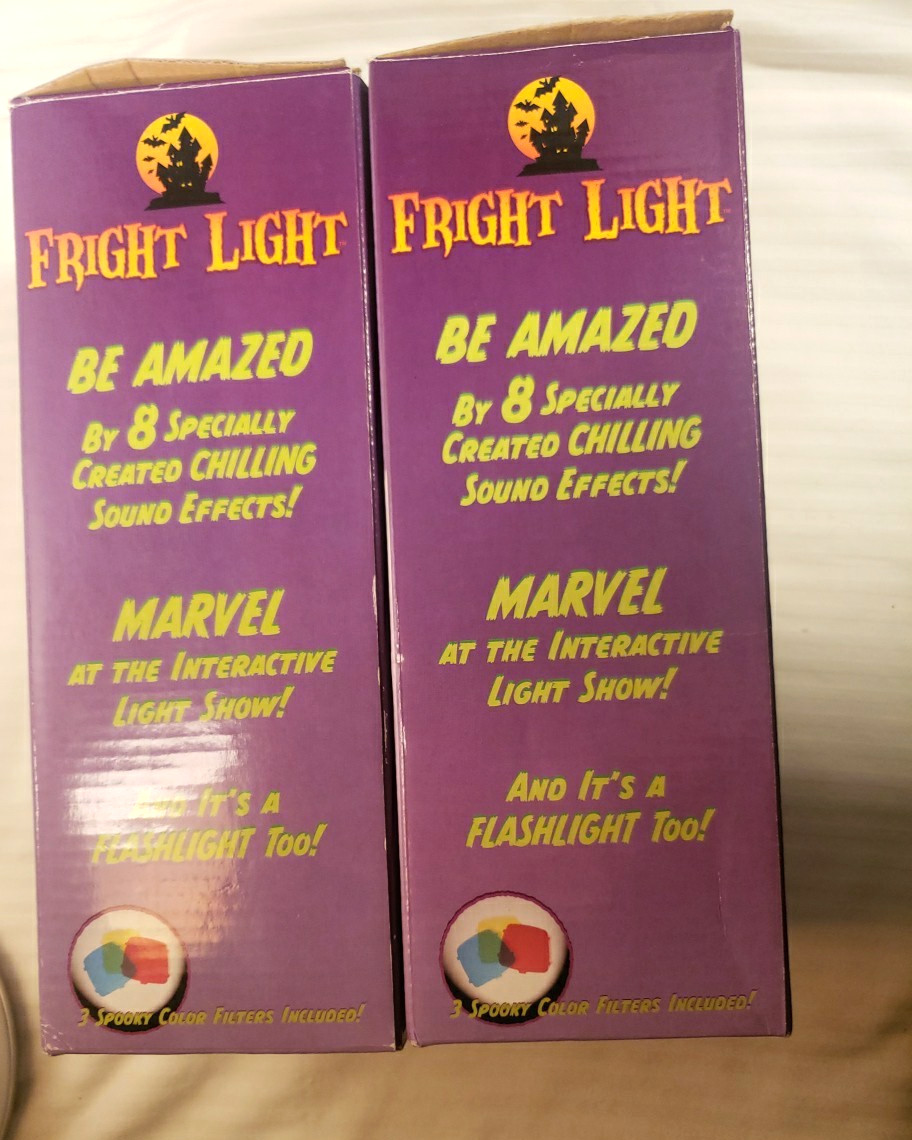 FRIGHT LIGHT™
BE AMAZED
BY 8 SPECIALLY
CREATED CHILLING
SOUND EFFECTS!
MARVEL
AT THE INTERACTIVE
LIGHT SHOW!
AND IT'S A
FLASHLIGHT TOO!
3 SPOOKY COLOR FILTERS INCLUDED!
FRIGHT LIGHT™
BE AMAZED
BY 8 SPECIALLY
CREATED CHILLING
SOUND EFFECTS!
MARVEL
AT THE INTERACTIVE
LIGHT SHOW!
AND IT'S A
FLASHLIGHT TOO!
3 SPOOKY COLOR FILTERS INCLUDED!